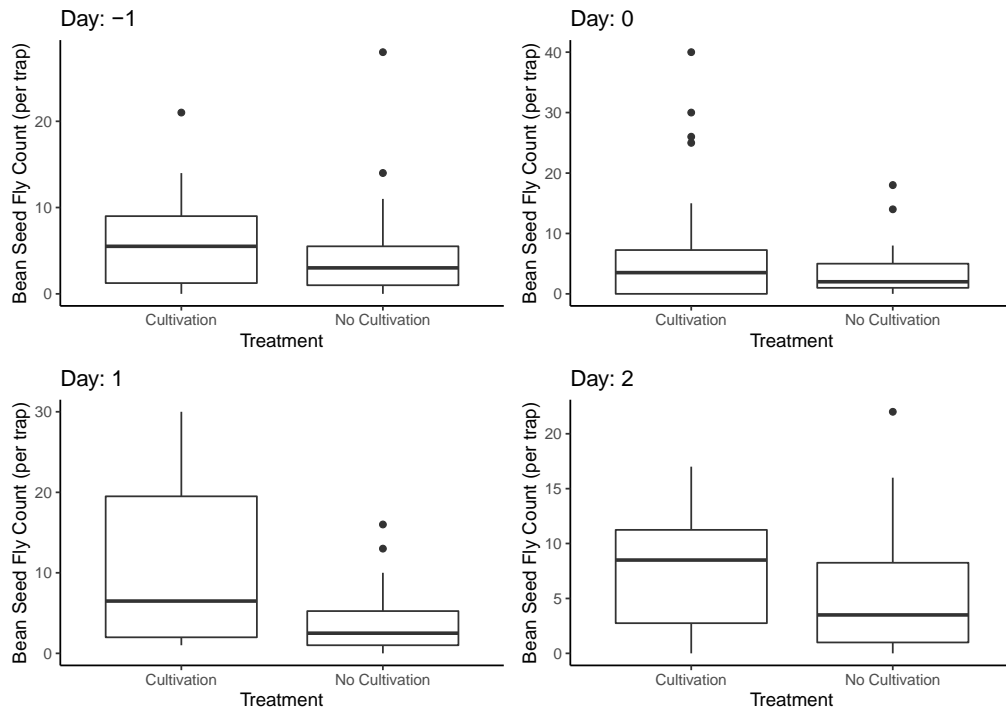 Day: −1
Bean Seed Fly Count (per trap)
20
10
0
Cultivation No Cultivation
Treatment
Day: 0
Bean Seed Fly Count (per trap)
40
30
20
10
0
Cultivation No Cultivation
Treatment
Day: 1
Bean Seed Fly Count (per trap)
30
20
10
0
Cultivation No Cultivation
Treatment
Day: 2
Bean Seed Fly Count (per trap)
20
15
10
5
0
Cultivation No Cultivation
Treatment